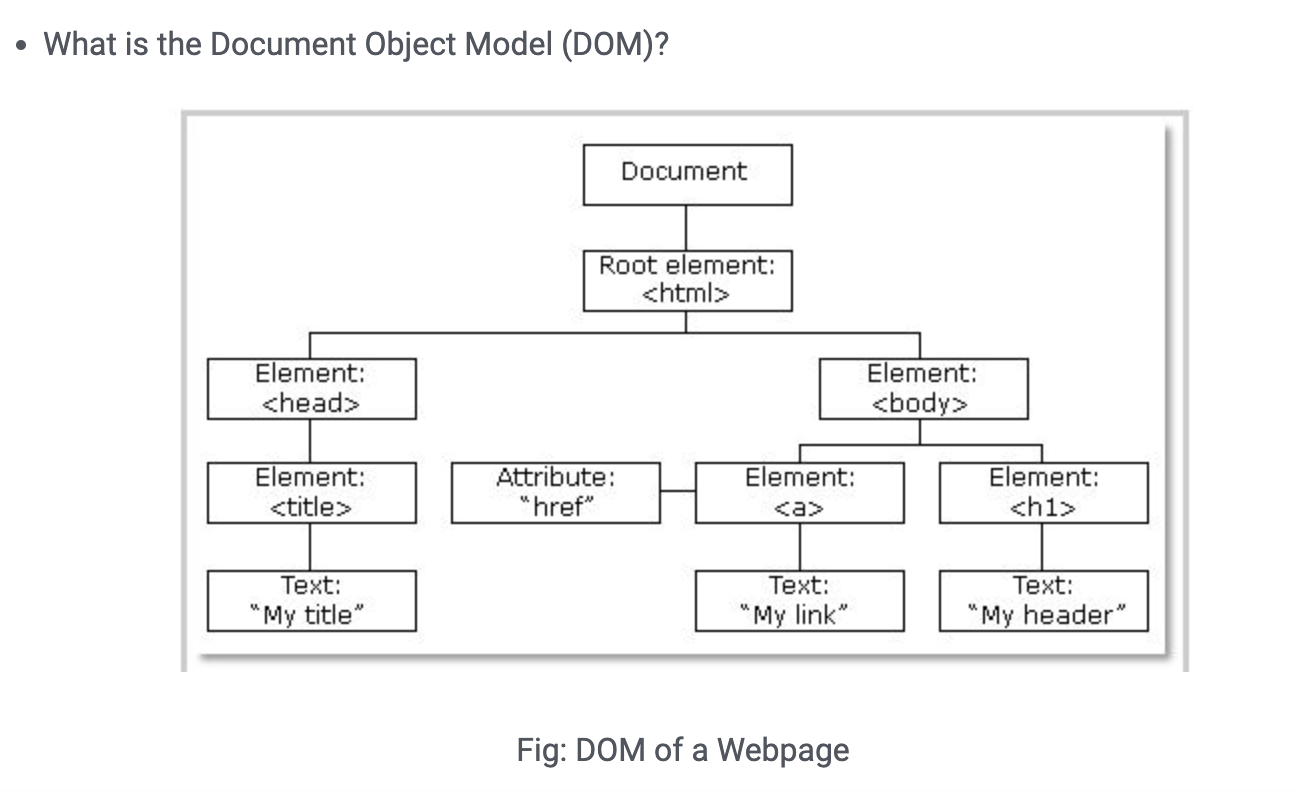 • What is the Document Object Model (DOM)?
Document
Root element:
<html>
Element:
<head>
Element:
<body>
Element:
<title>
Attribute:
“href”
Element:
<a>
Element:
<h1>
Text:
“My title”
Text:
“My link”
Text:
“My header”
Fig: DOM of a Webpage